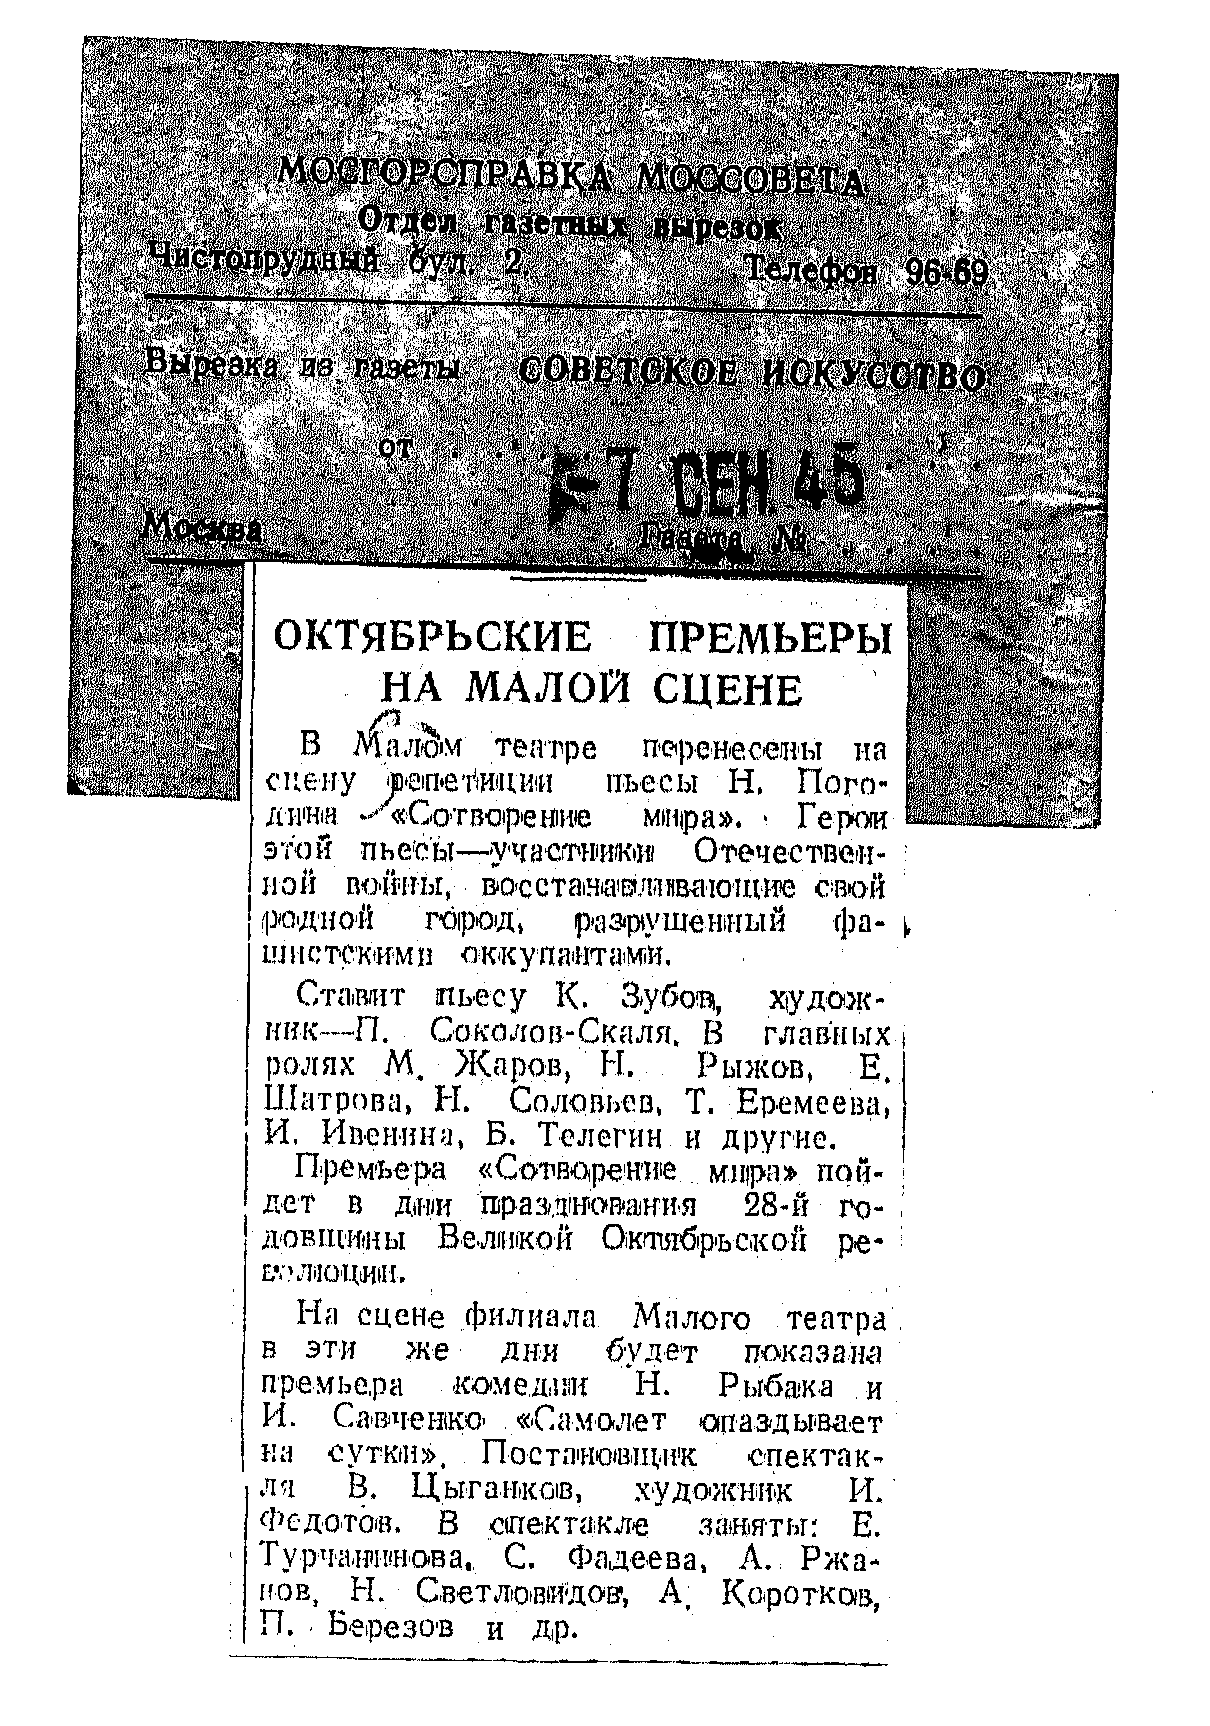 МОСГОРСПРАВКА МОССОВЕТА
Отдел газетных вырезок
Чистопрудный бул. 2. Телефон 96-69
Вырезка из газеты СОВЕТСКОЕ ИСКУССТВО
от . . . -7 СЕН. 45 . . . .
Москва Газета № . . . . .
ОКТЯБРЬСКИЕ ПРЕМЬЕРЫ
НА МАЛОЙ СЦЕНЕ
В Малом театре перенесены на
сцену репетиции пьесы Н. Пого-
дина «Сотворение мира». Герои
этой пьесы—участники Отечествен-
ной войны, восстанавливающие свой
родной город, разрушенный фа-
шистскими оккупантами.
Ставит пьесу К. Зубов, худож-
ник—П. Соколов-Скаля. В главных
ролях М. Жаров, Н. Рыжов, Е.
Шатрова, Н. Соловьев, Т. Еремеева,
И. Ивенина, Б. Телегин и другие.
Премьера «Сотворение мира» пой-
дет в дни празднования 28-й го-
довщины Великой Октябрьской ре-
волюции.
На сцене филиала Малого театра
в эти же дни будет показана
премьера комедии Н. Рыбака и
И. Савченко «Самолет опаздывает
на сутки». Постановщик спектак-
ля В. Цыганков, художник И.
Федотов. В спектакле заняты: Е.
Турчанинова, С. Фадеева, А. Ржа-
нов, Н. Светловидов, А. Коротков,
П. Березов и др.